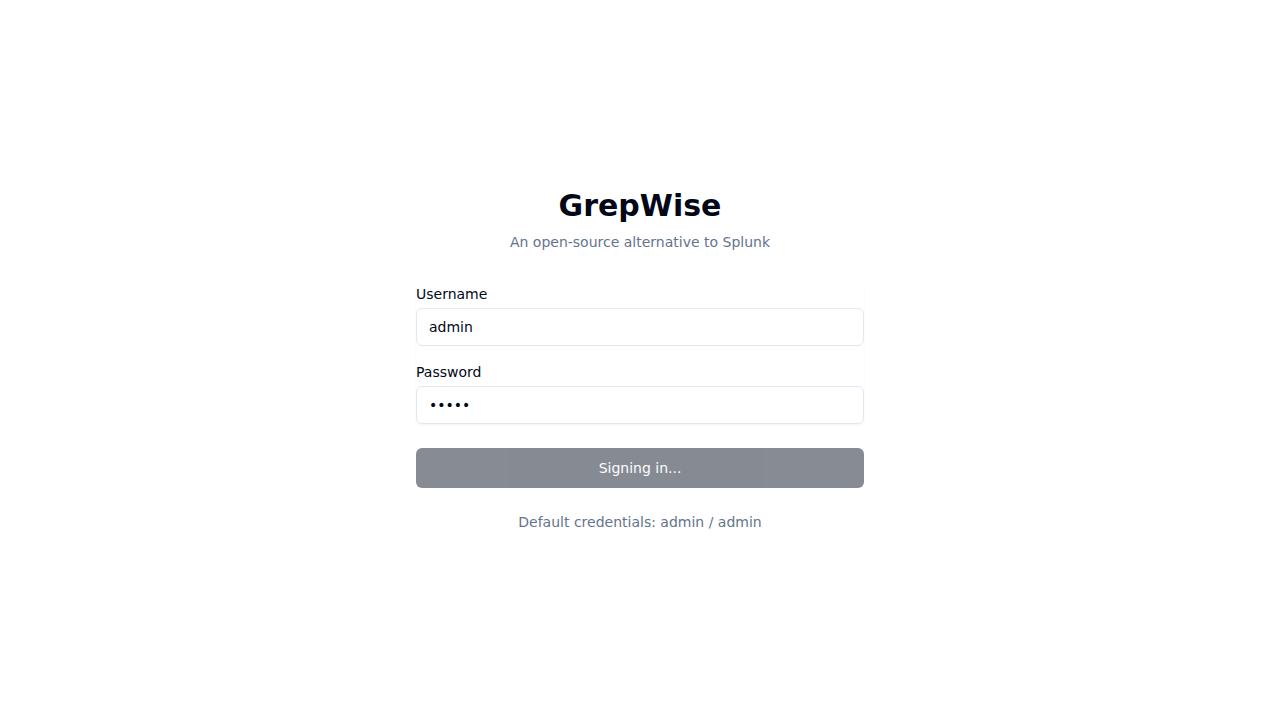 GrepWise
An open-source alternative to Splunk
Username
admin
Password
•••••
Signing in...
Default credentials: admin / admin